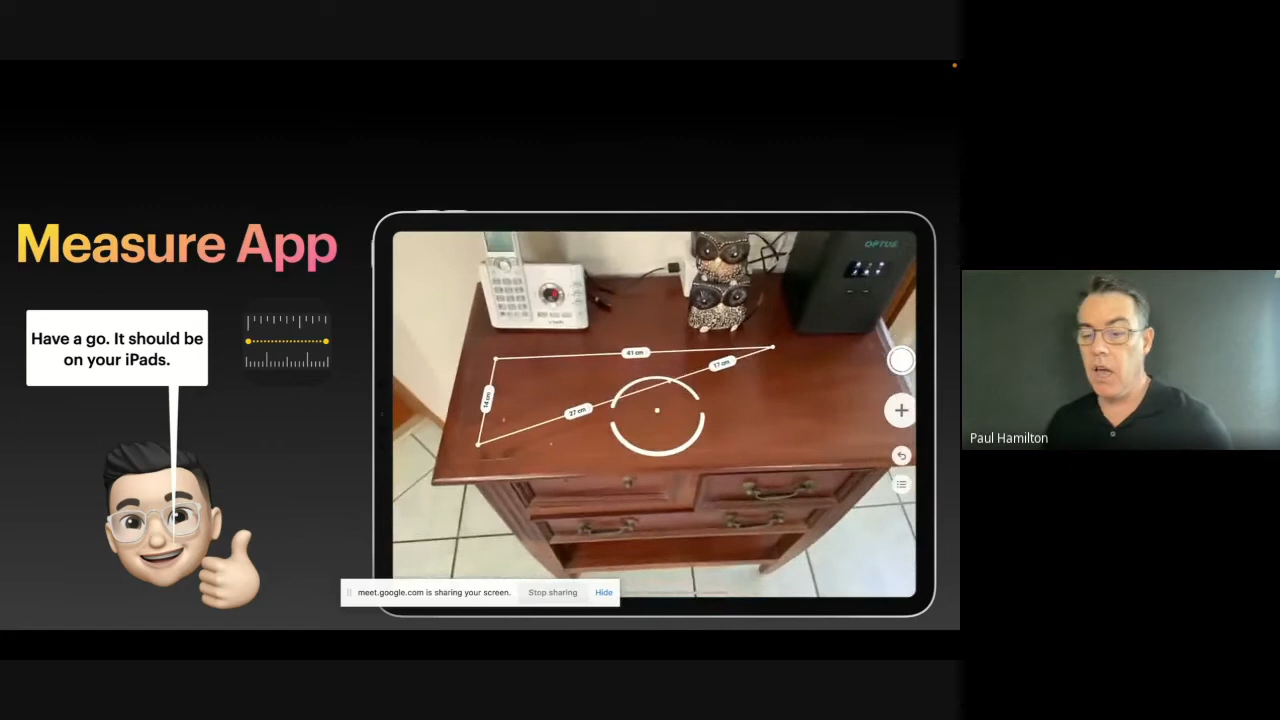 Measure App
Have a go. It should be
on your iPads.
OPTUS
41 cm
17 cm
14 cm
27 cm
meet.google.com is sharing your screen.
Stop sharing
Hide
Paul Hamilton